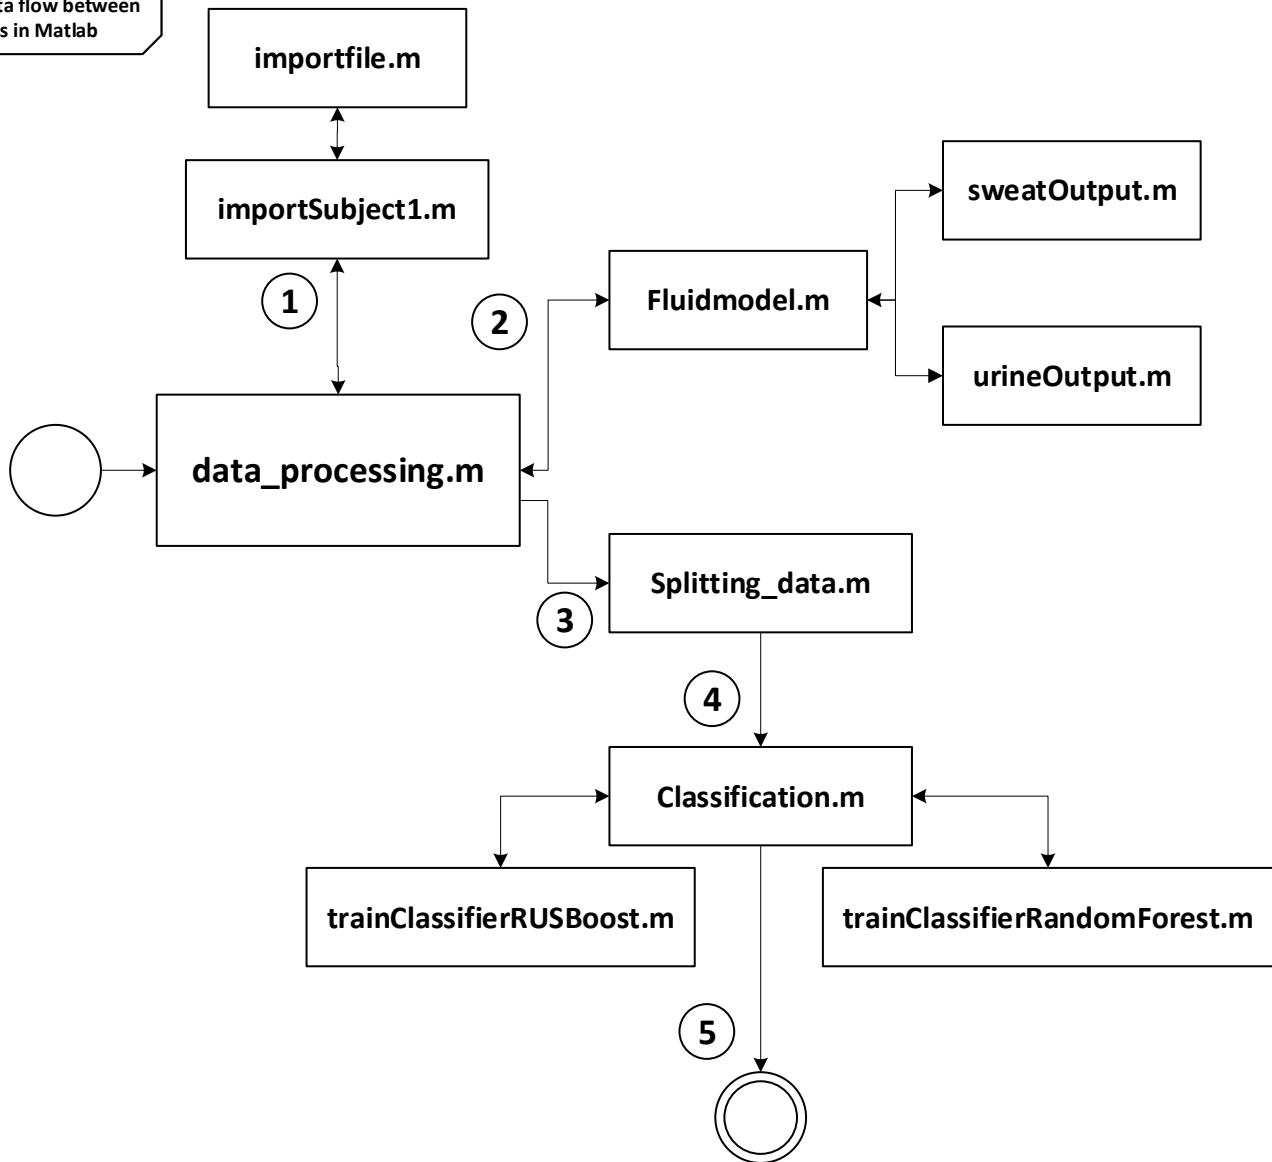 flow between
in Matlab
importfile.m
importSubject1.m
1
2
sweatOutput.m
Fluidmodel.m
urineOutput.m
data_processing.m
Splitting_data.m
3
4
Classification.m
trainClassifierRUSBoost.m
trainClassifierRandomForest.m
5